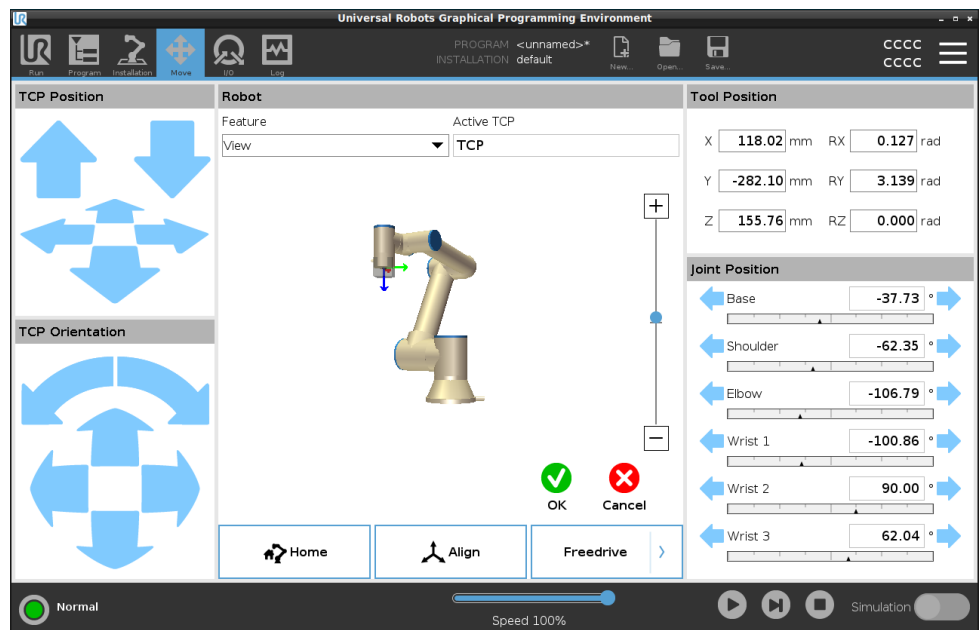 Universal Robots Graphical Programming Environment
Run
Program
Installation
Move
I/O
Log
PROGRAM <unnamed>*
INSTALLATION default
New...
Open...
Save...
CCCC
CCCC
TCP Position
TCP Orientation
Robot
Feature
Active TCP
View
TCP
OK
Cancel
Home
Align
Freedrive
Tool Position
X 118.02 mm RX 0.127 rad
Y -282.10 mm RY 3.139 rad
Z 155.76 mm RZ 0.000 rad
Joint Position
Base -37.73 °
Shoulder -62.35 °
Elbow -106.79 °
Wrist 1 -100.86 °
Wrist 2 90.00 °
Wrist 3 62.04 °
Normal
Speed 100%
Simulation